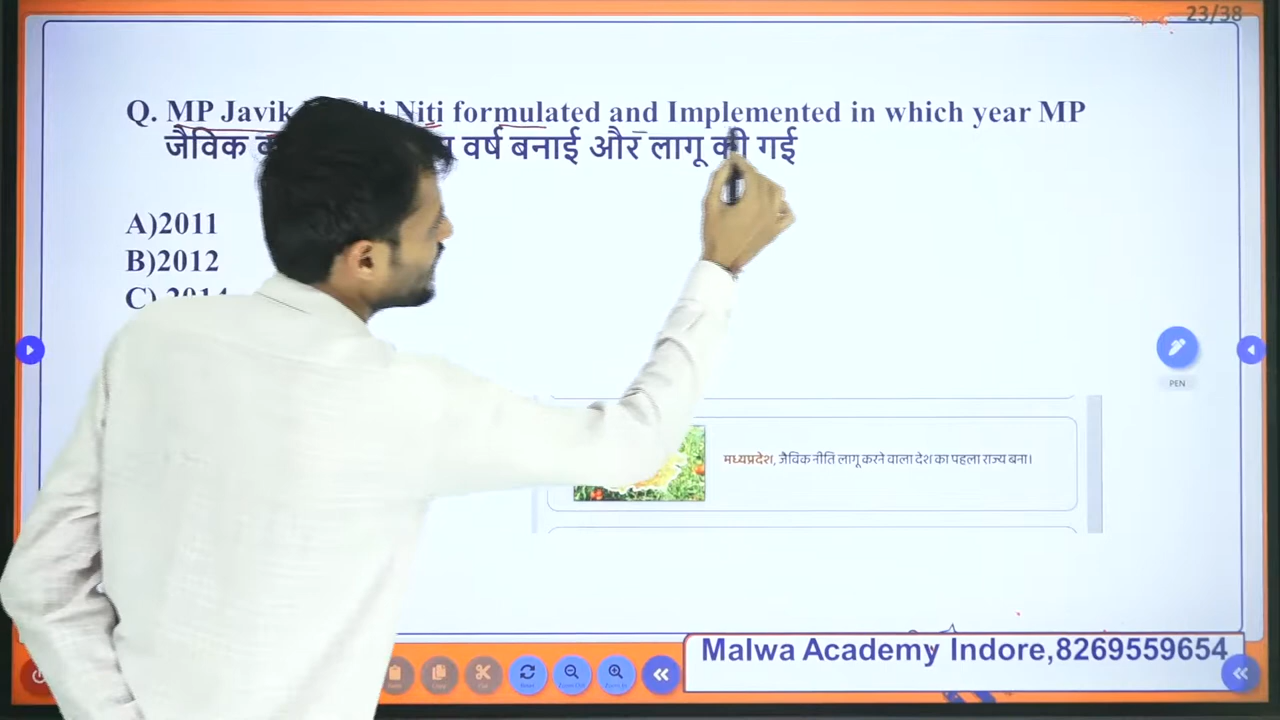 23/38
Q. MP Javik Niti formulated and Implemented in which year MP
जैविक वर्ष बनाई और लागू की गई
A)2011
B)2012
C) 2014
PEN
मध्यप्रदेश, जैविक नीति लागू करने वाला देश का पहला राज्य बना।
Malwa Academy Indore,8269559654